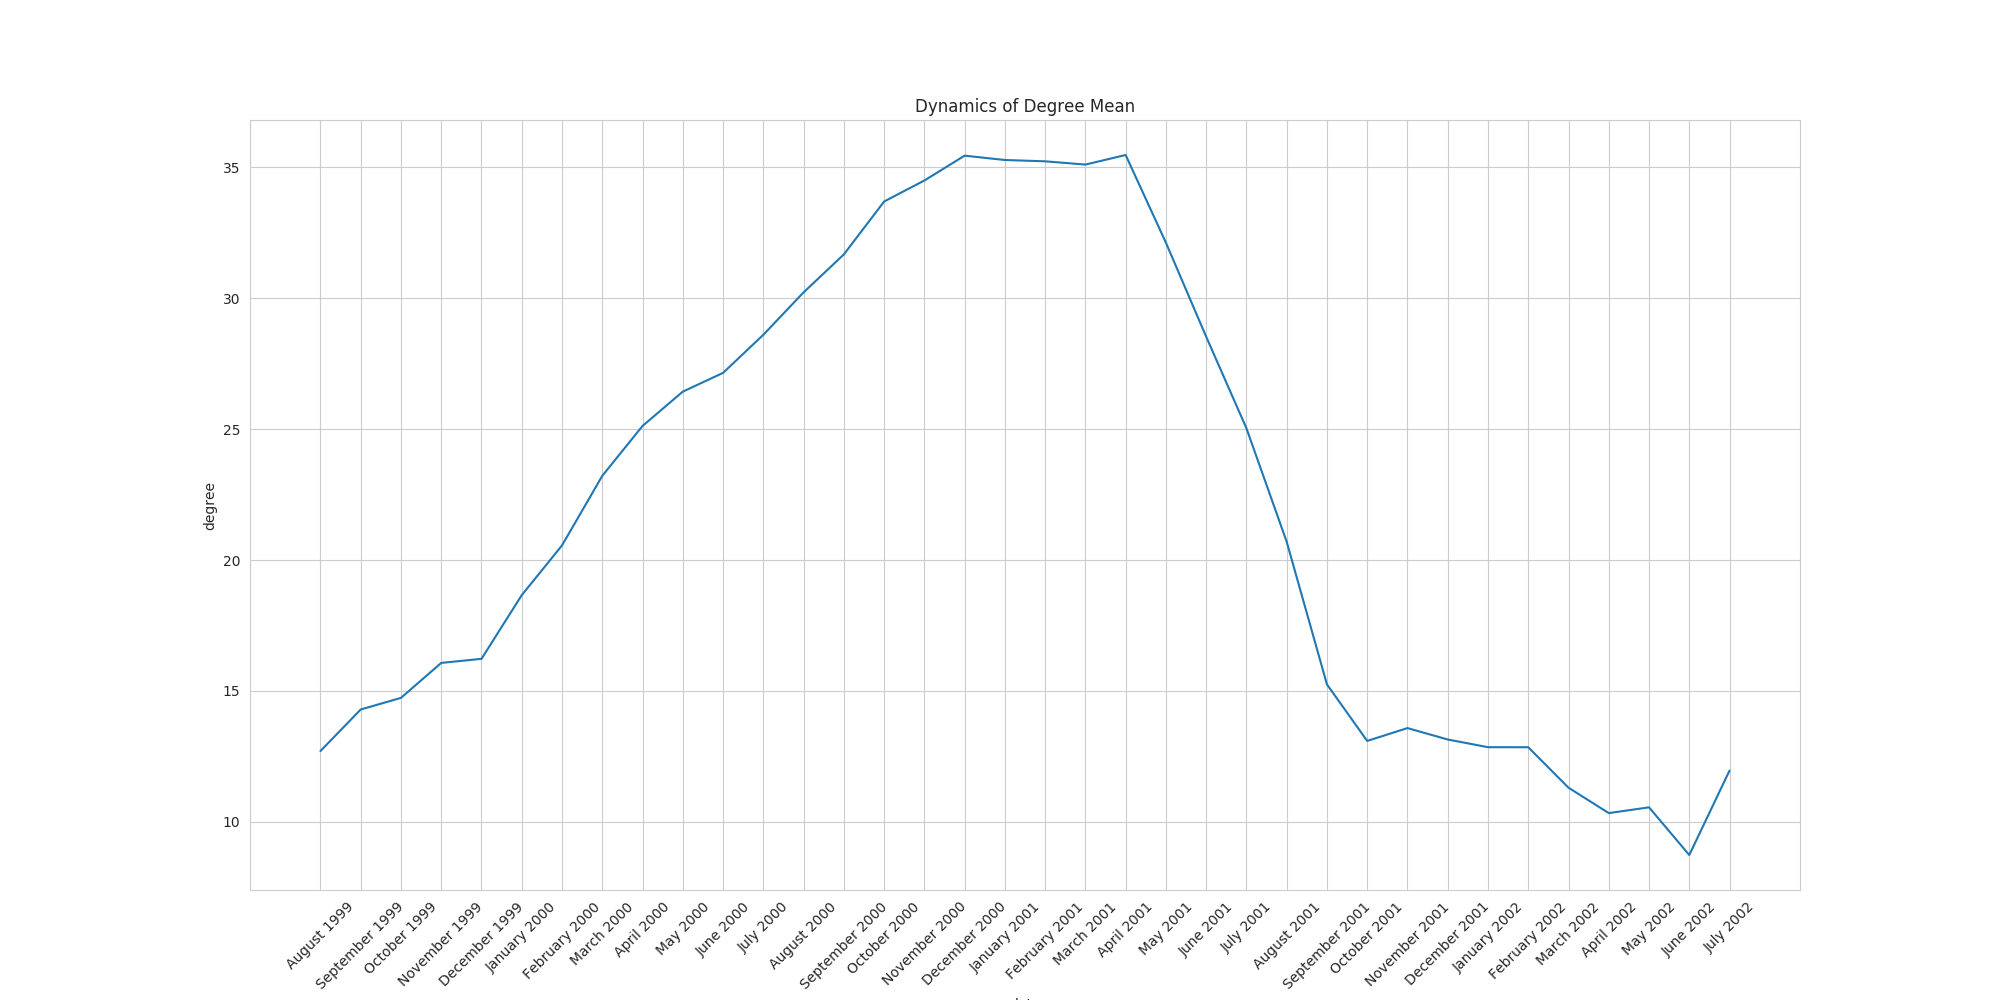 Dynamics of Degree Mean
35
30
25
20
15
10
degree
August 1999
September 1999
October 1999
November 1999
December 1999
January 2000
February 2000
March 2000
April 2000
May 2000
June 2000
July 2000
August 2000
September 2000
October 2000
November 2000
December 2000
January 2001
February 2001
March 2001
April 2001
May 2001
June 2001
July 2001
August 2001
September 2001
October 2001
November 2001
December 2001
January 2002
February 2002
March 2002
April 2002
May 2002
June 2002
July 2002